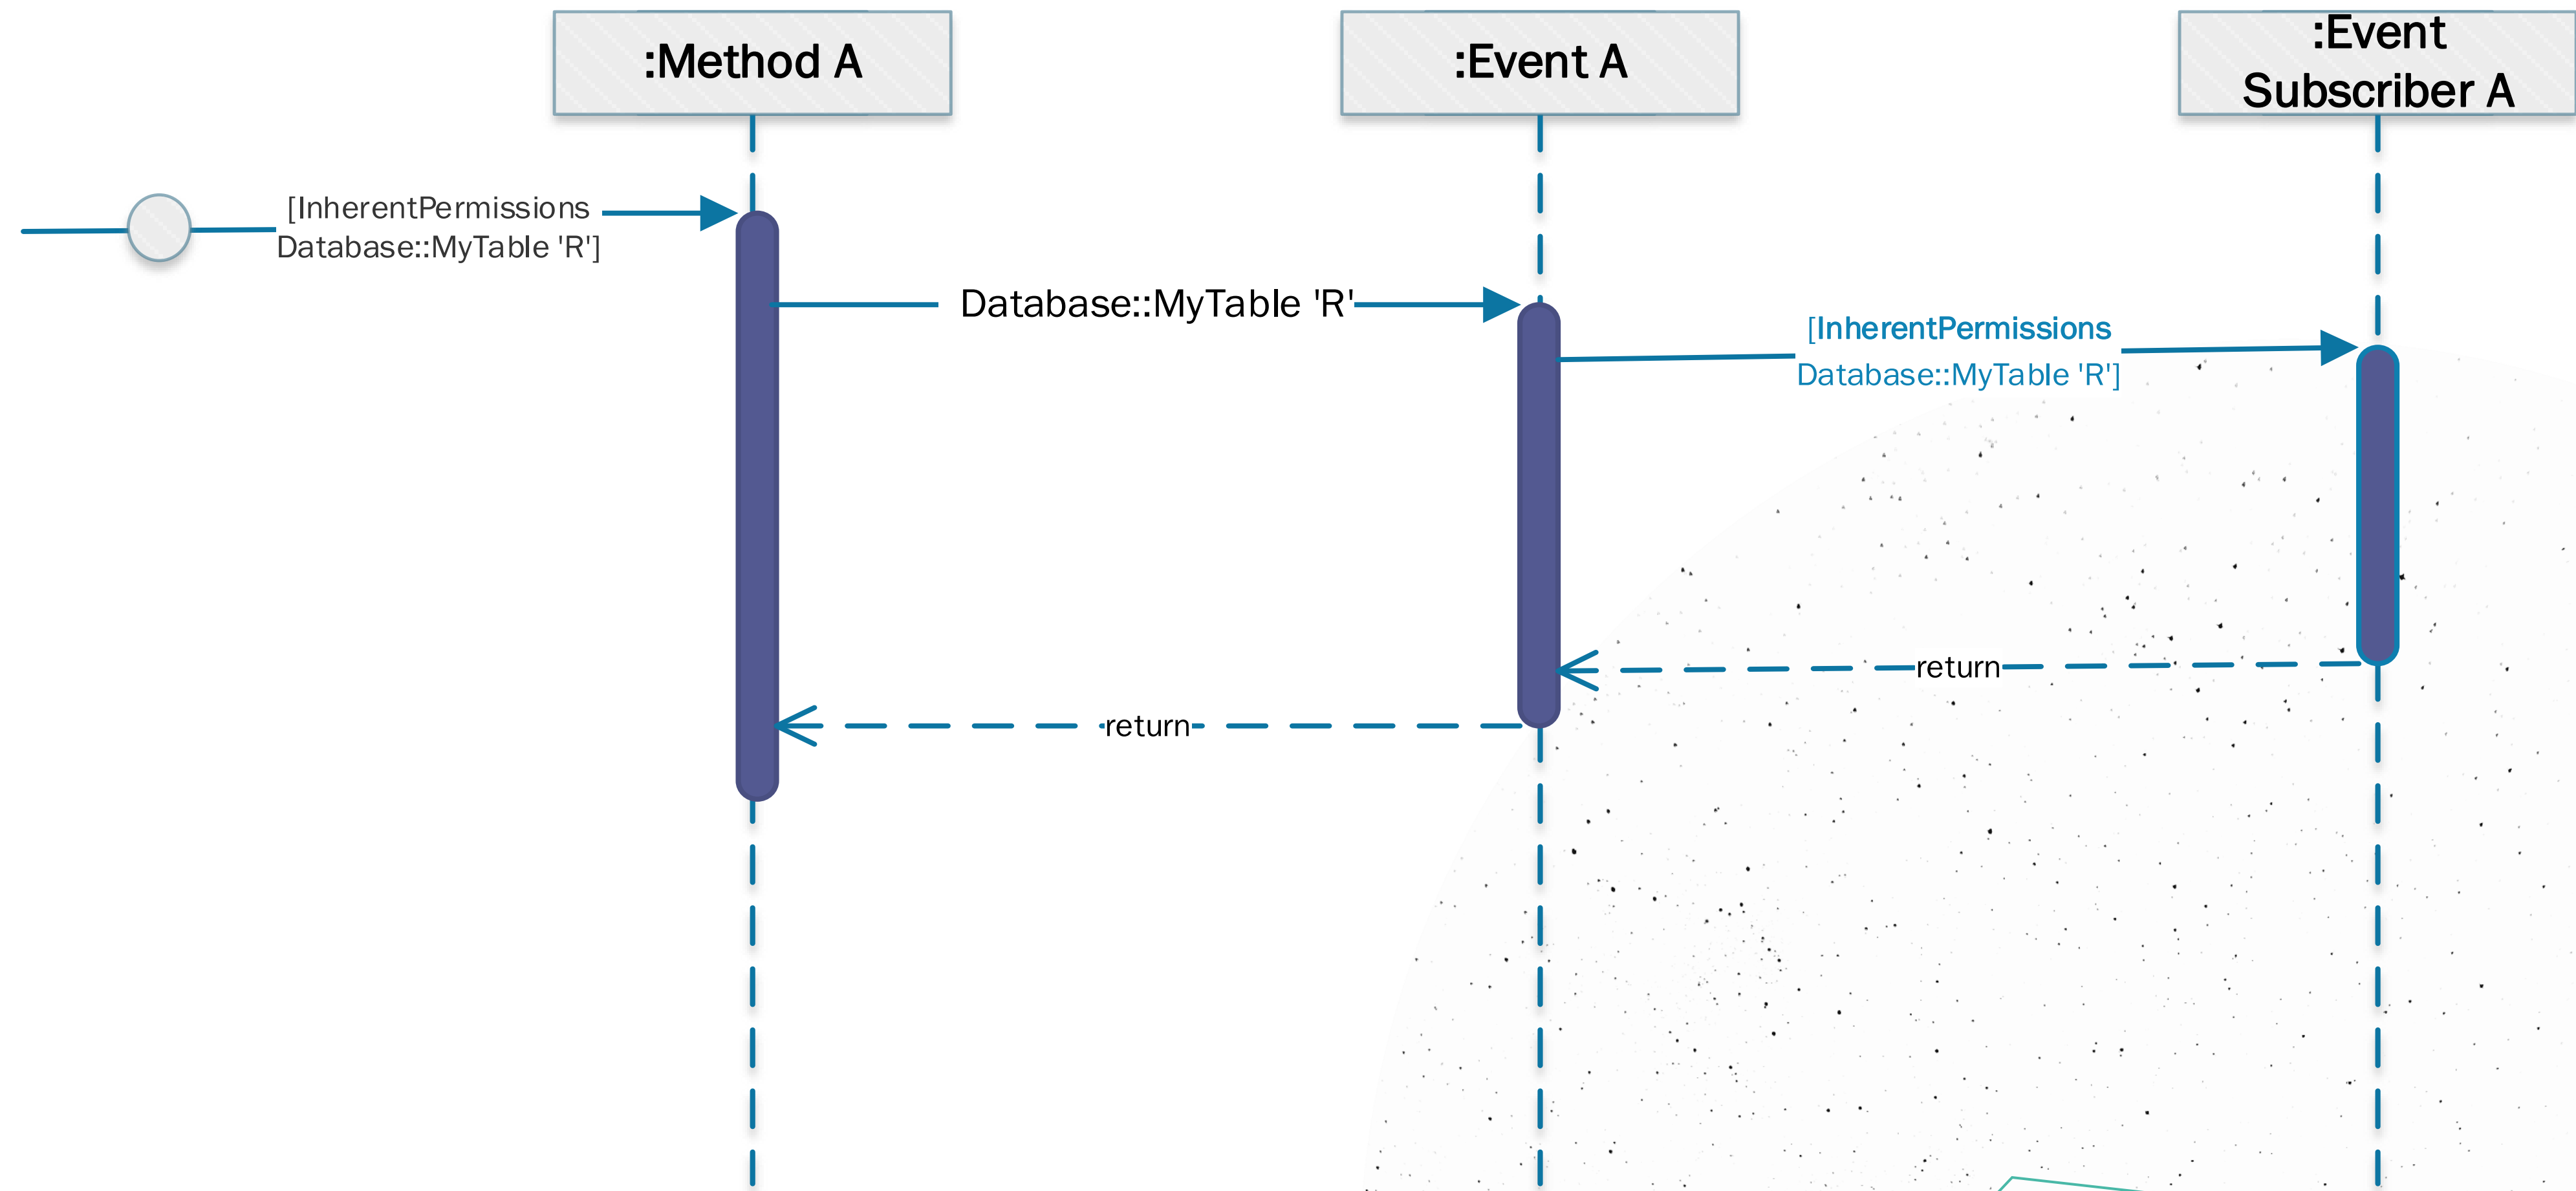 :Method A
:Event A
:Event
Subscriber A
[InherentPermissions
Database::MyTable 'R']
Database::MyTable 'R'
[InherentPermissions
Database::MyTable 'R']
return
return